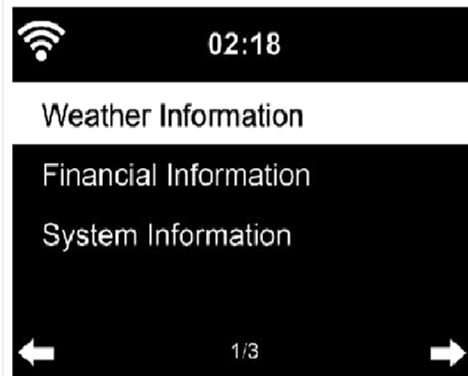 02:18
Weather Information
Financial Information
System Information
1/3